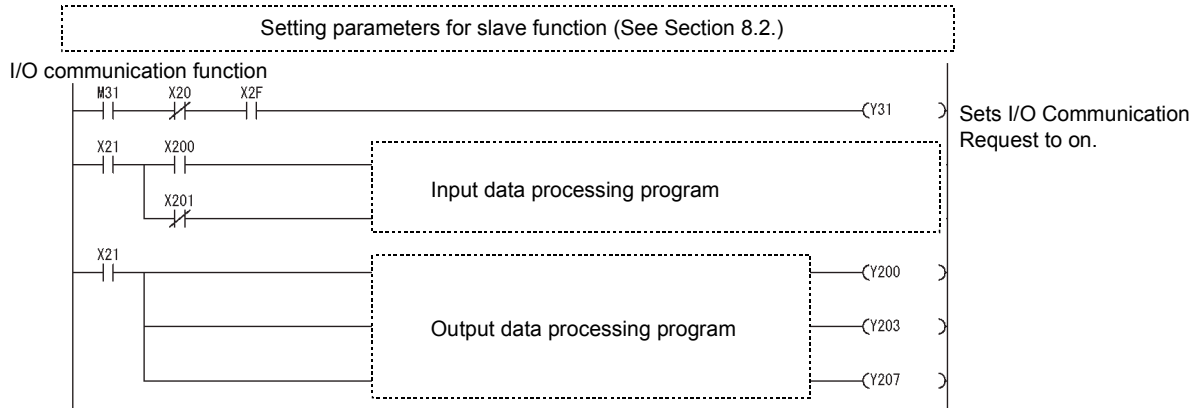 Setting parameters for slave function (See Section 8.2.)
I/O communication function
M31 X20 X2F
Y31
Sets I/O Communication
Request to on.
X21 X200
Input data processing program
X201
X21
Y200
Output data processing program
Y203
Y207